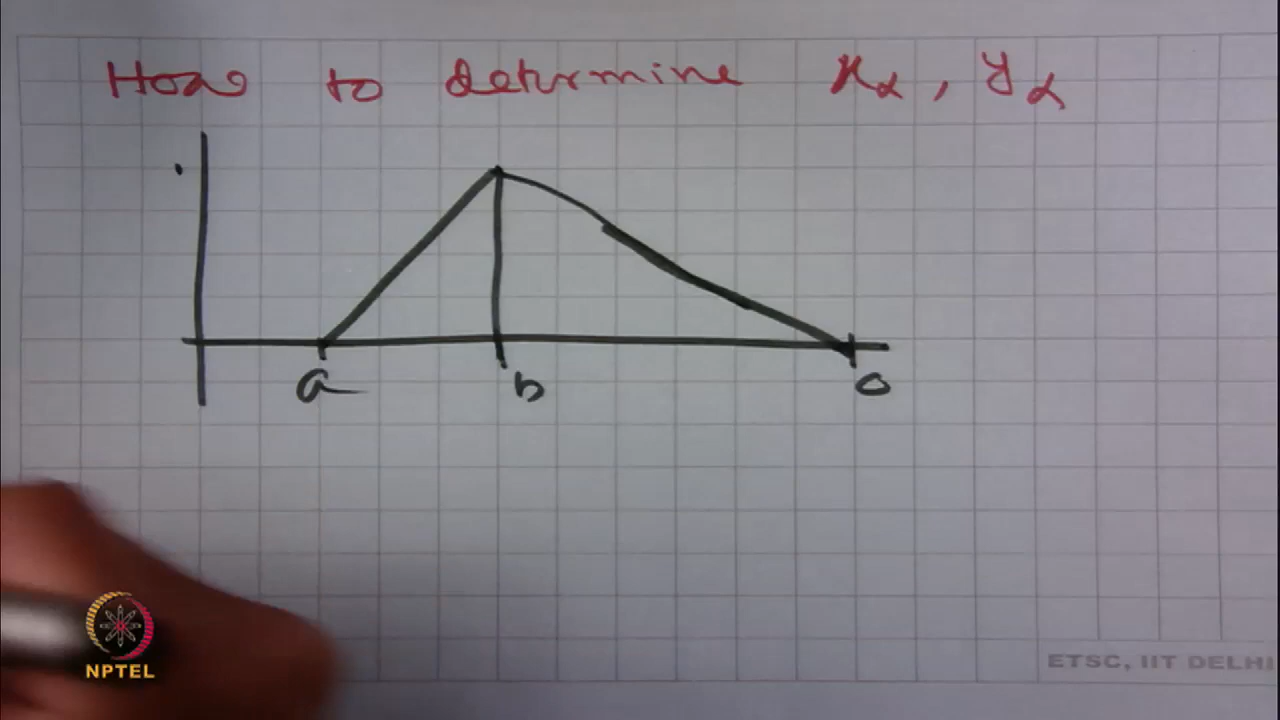 How to determine xα, yα
a b c
NPTEL
ETSC, IIT DELHI